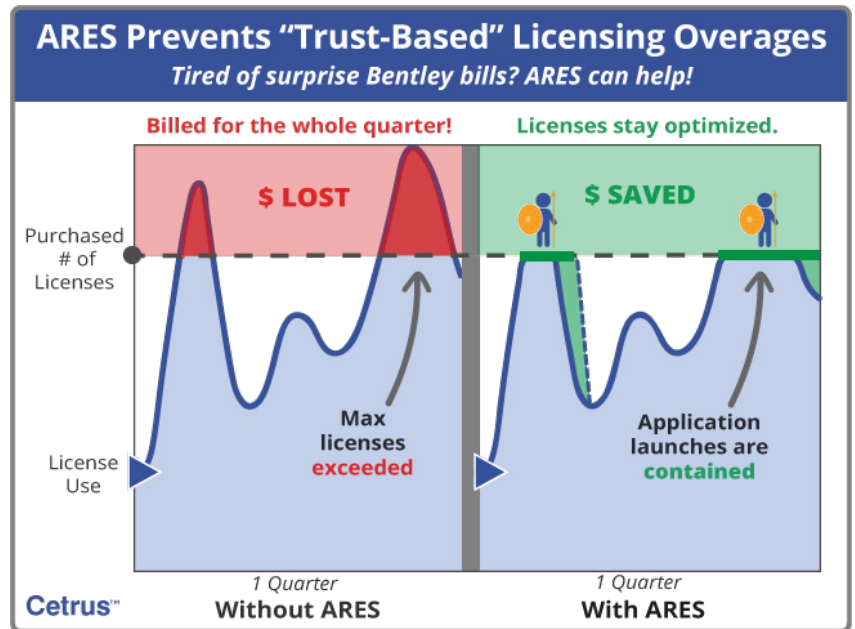 ARES Prevents “Trust-Based” Licensing Overages
Tired of surprise Bentley bills? ARES can help!
Billed for the whole quarter!
Licenses stay optimized.
$ LOST
$ SAVED
Purchased
# of
Licenses
Max
licenses
exceeded
Application
launches are
contained
License
Use
1 Quarter
1 Quarter
Without ARES
With ARES
Cetrus™